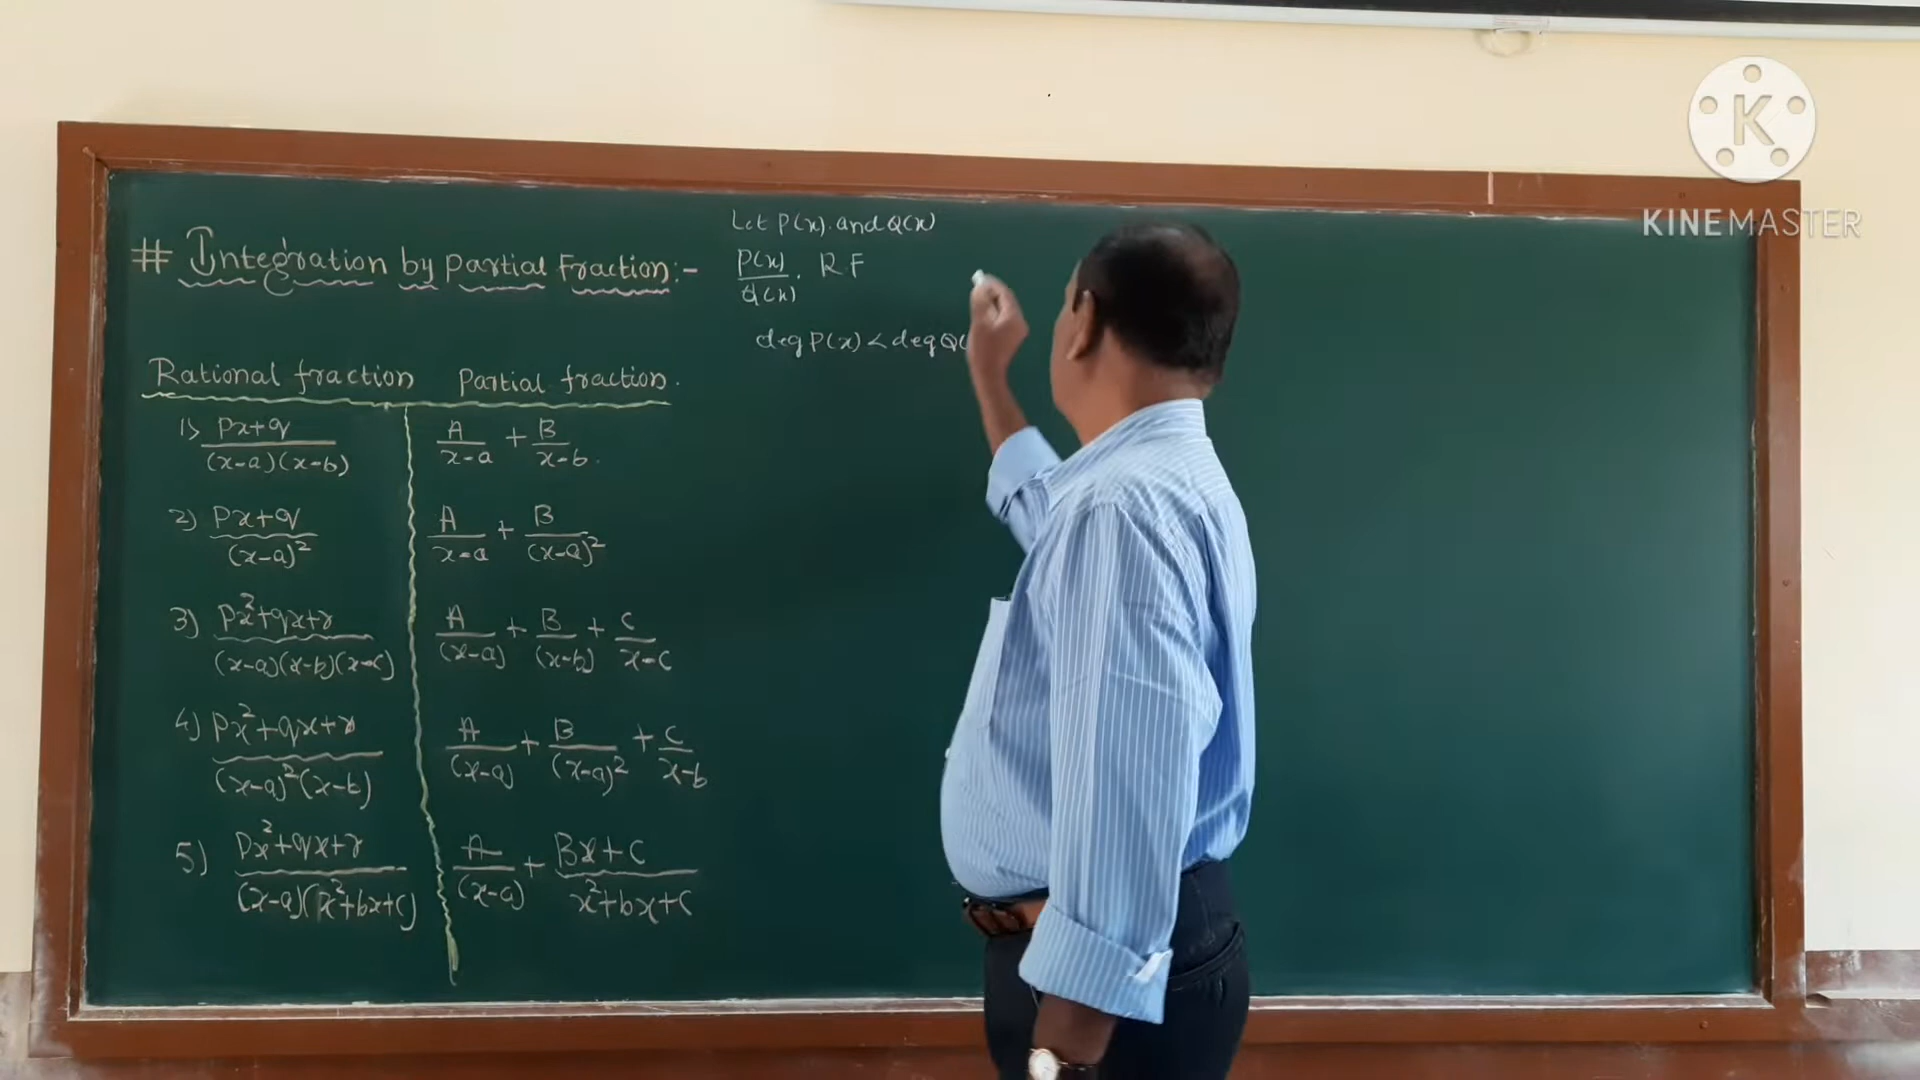 # Integration by Partial Fraction:-
Rational fraction Partial fraction.
1) Px+q / (x-a)(x-b) A / x-a + B / x-b.
2) Px+q / (x-a)² A / x-a + B / (x-a)²
3) Px²+qx+r / (x-a)(x-b)(x-c) A / (x-a) + B / (x-b) + C / x-c
4) Px²+qx+r / (x-a)²(x-b) A / (x-a) + B / (x-a)² + C / x-b
5) Px²+qx+r / (x-a)(x²+bx+c) A / (x-a) + Bx+C / x²+bx+c
Let P(x). and Q(x)
P(x) / Q(x) . R.F
deg P(x) < deg Q(
K
KINEMASTER